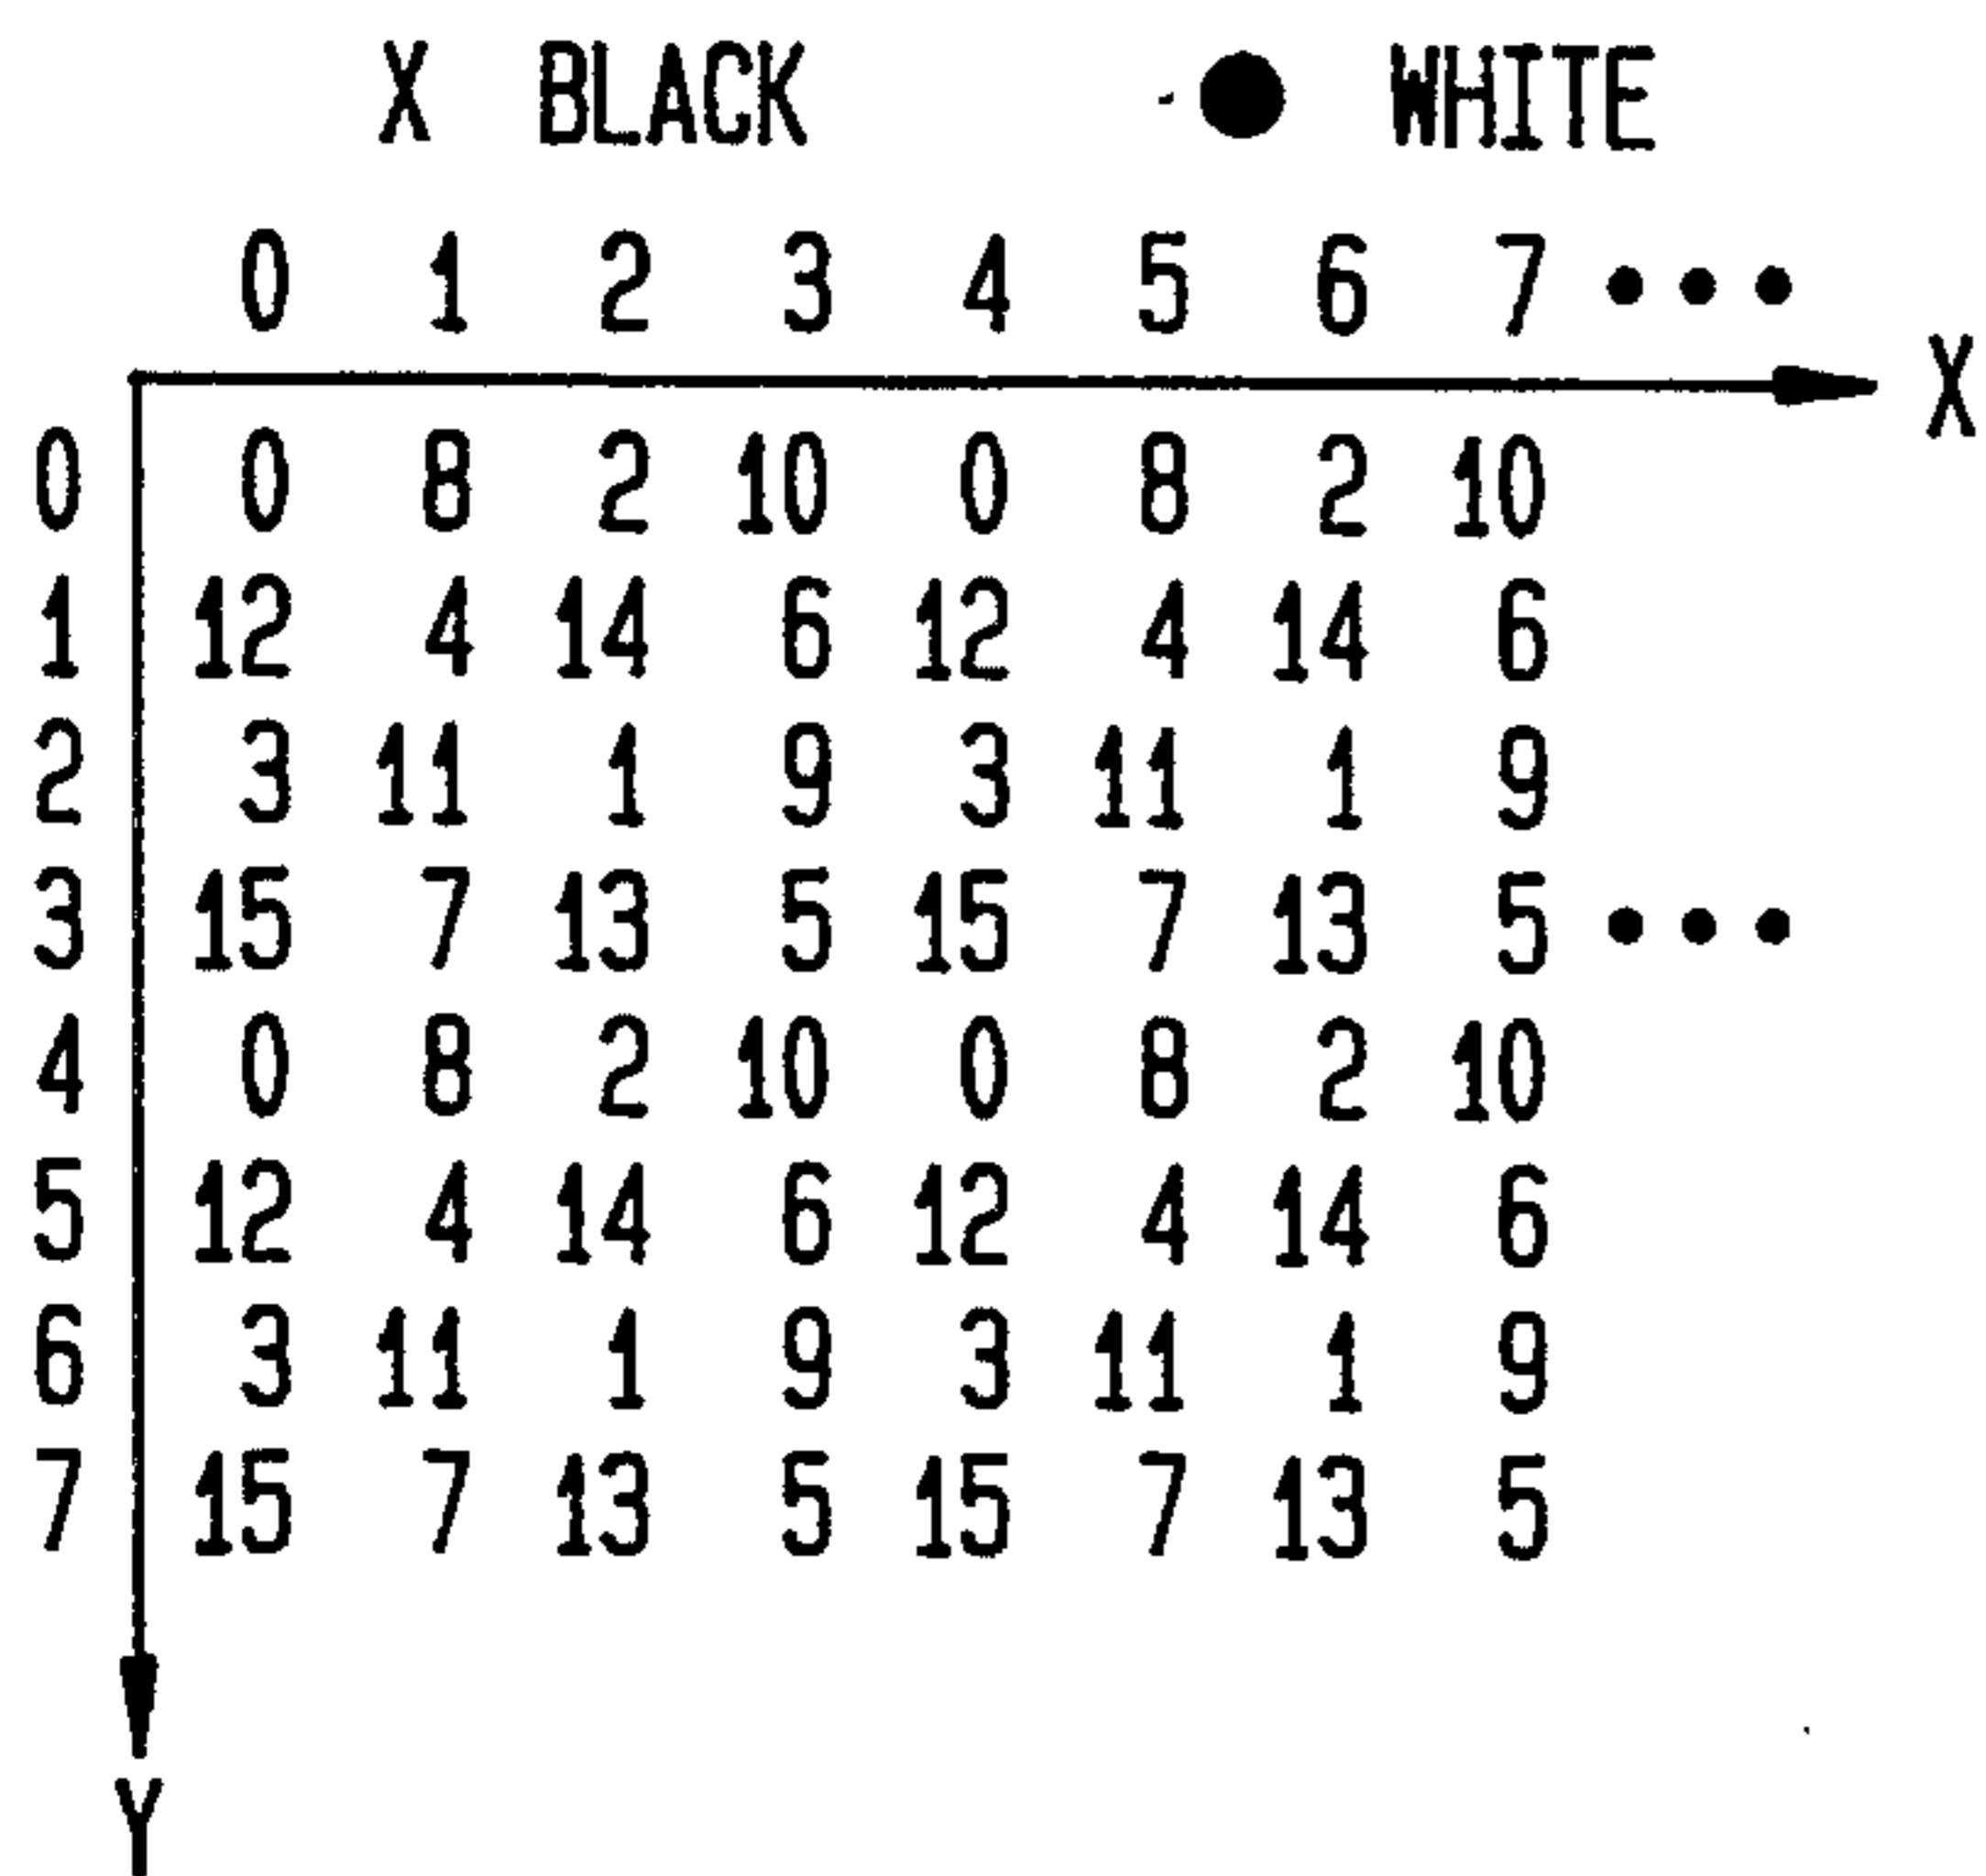 X BLACK ● WHITE
0 1 2 3 4 5 6 7 ●●●
X
0 0 8 2 10 0 8 2 10
1 12 4 14 6 12 4 14 6
2 3 11 1 9 3 11 1 9
3 15 7 13 5 15 7 13 5 ●●●
4 0 8 2 10 0 8 2 10
5 12 4 14 6 12 4 14 6
6 3 11 1 9 3 11 1 9
7 15 7 13 5 15 7 13 5
Y